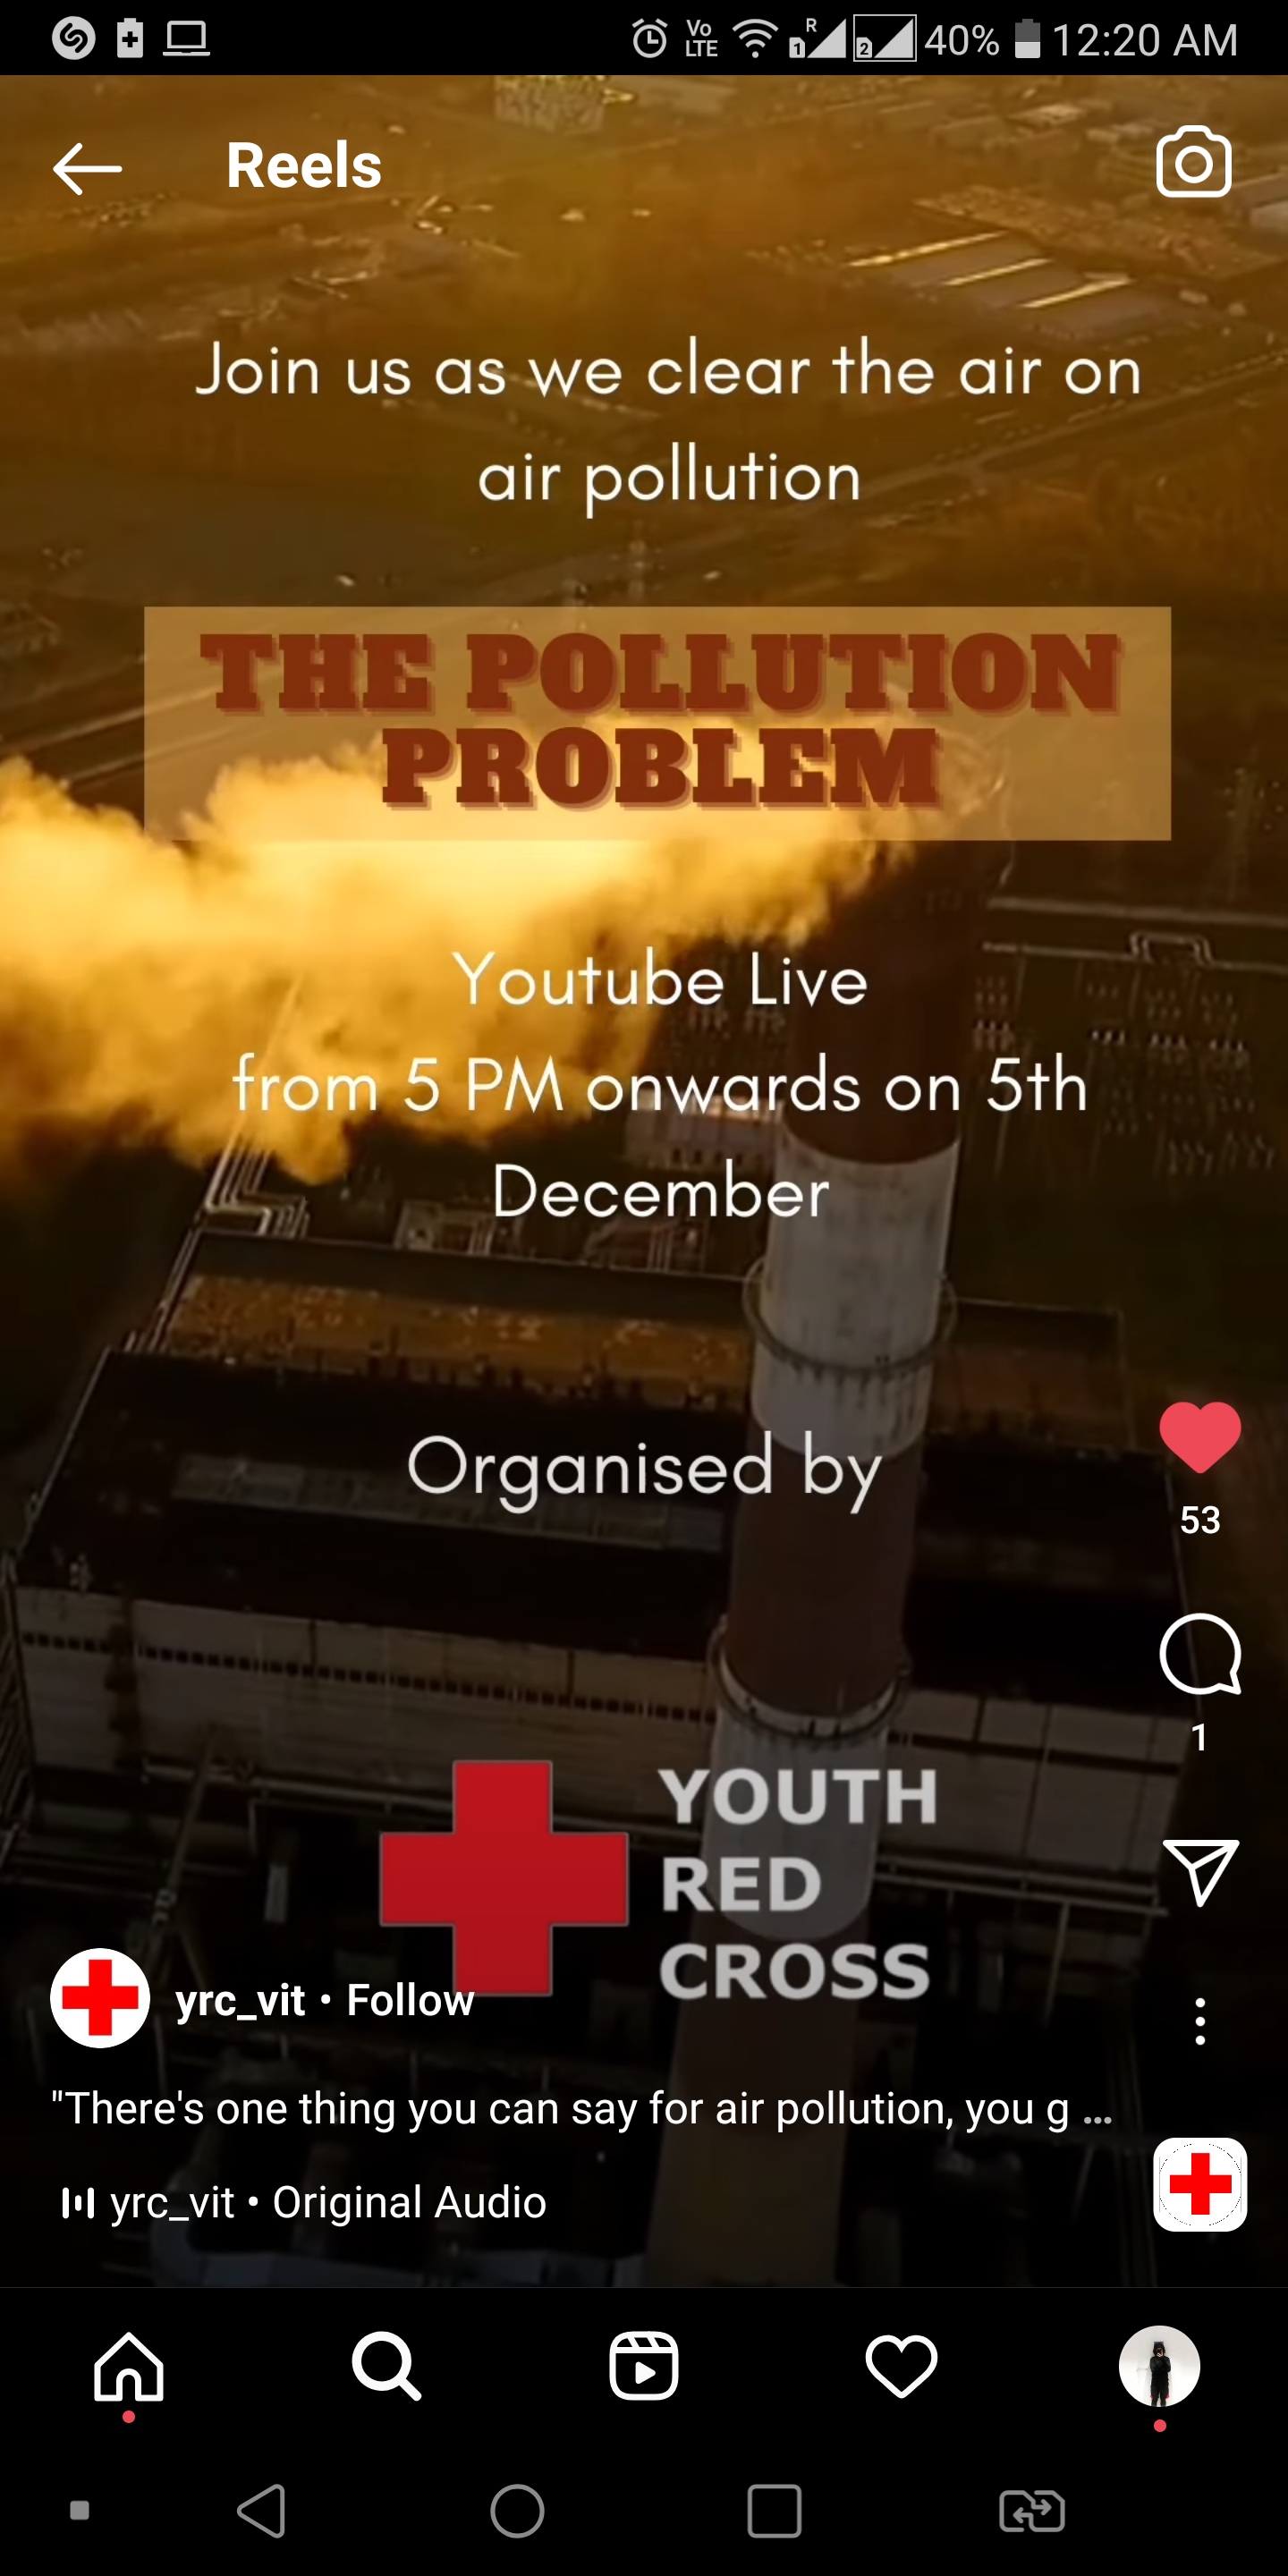 Vo
LTE
R
1
2
40%
12:20 AM
Reels
Join us as we clear the air on
air pollution
THE POLLUTION
PROBLEM
Youtube Live
from 5 PM onwards on 5th
December
Organised by
53
1
YOUTH
RED
CROSS
yrc_vit • Follow
"There's one thing you can say for air pollution, you g ...
yrc_vit • Original Audio